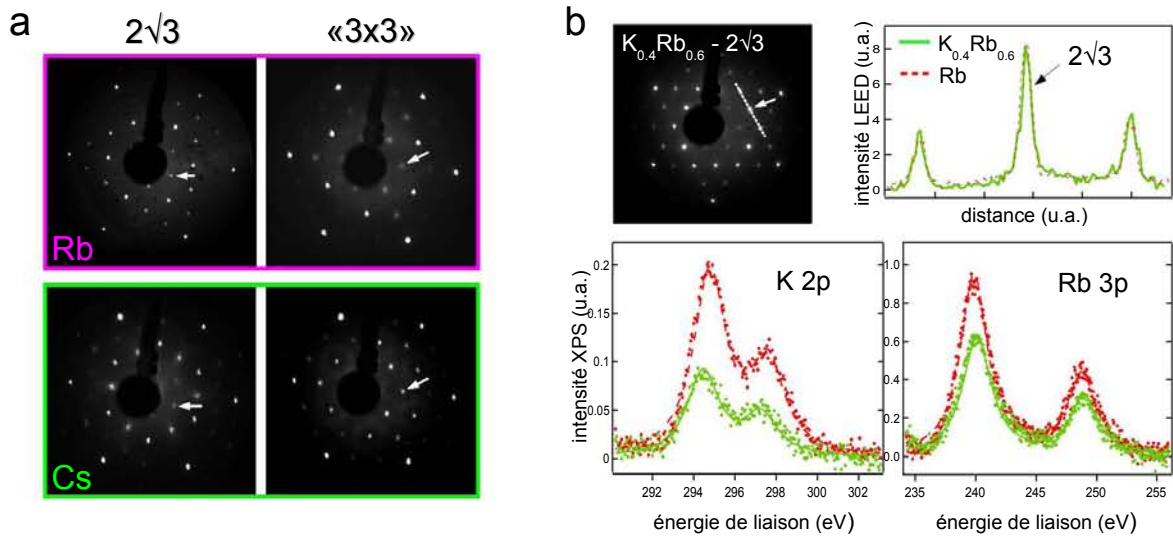 a
2√3
«3x3»
Rb
Cs
b
K0.4Rb0.6 - 2√3
intensité LEED (u.a.)
8
6
4
2
0
K0.4Rb0.6
Rb
2√3
distance (u.a.)
intensité XPS (u.a.)
0.2
0.15
0.1
0.05
0
K 2p
292 294 296 298 300 302
énergie de liaison (eV)
1.0
0.8
0.6
0.4
0.2
0.0
Rb 3p
235 240 245 250 255
énergie de liaison (eV)